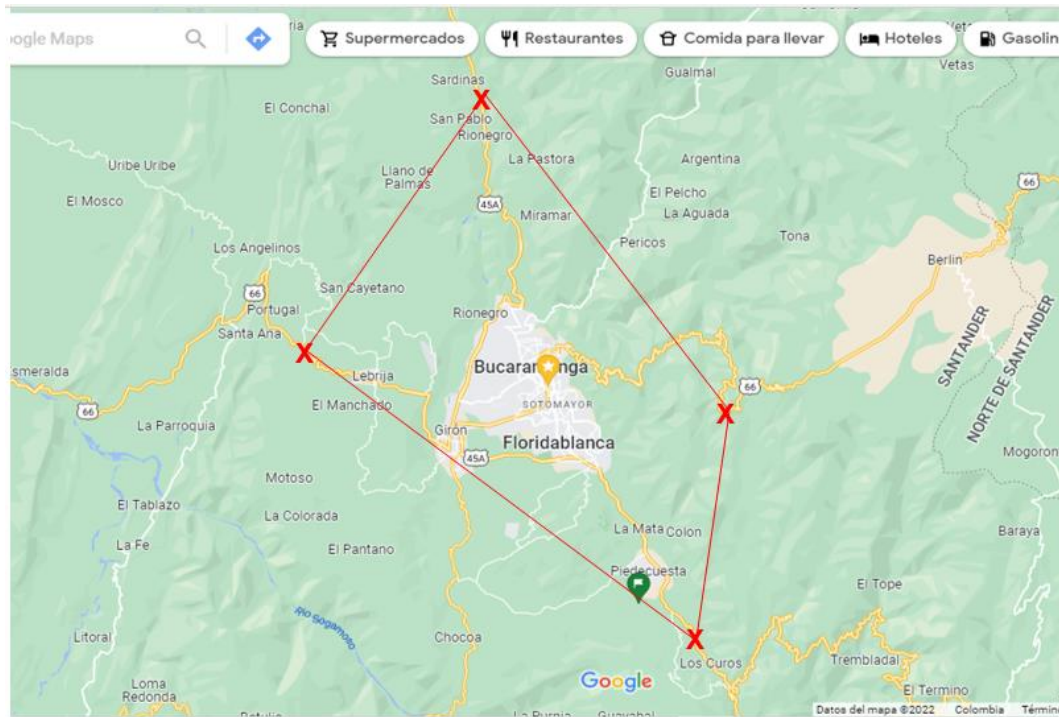 oogle Maps
Supermercados
Restaurantes
Comida para llevar
Hoteles
Gasolin
Vetas
Sardinas
Gualmal
El Conchal
San Pablo
Rionegro
La Pastora
Argentina
Uribe Uribe
Llano de
Palmas
El Pelcho
66
El Mosco
45A
La Aguada
Miramar
Tona
Pericos
Los Angelinos
Berlin
San Cayetano
66
Portugal
Rionegro
Santa Ana
SANTANDER
NORTE DE SANTANDER
X
X
X
X
Lebrija
Bucaramanga
smeralda
66
66
El Manchado
SOTOMAYOR
La Parroquia
Girón
Floridablanca
45A
Mogoron
Motoso
El Tablazo
La Colorada
La Mata
Colon
Baraya
La Fe
El Pantano
Piedecuesta
El Tope
Río Sogamoso
Litoral
Chocoa
Los Curos
Trembladal
Loma
Redonda
Google
El Termino
Datos del mapa ©2022
Colombia
Términ